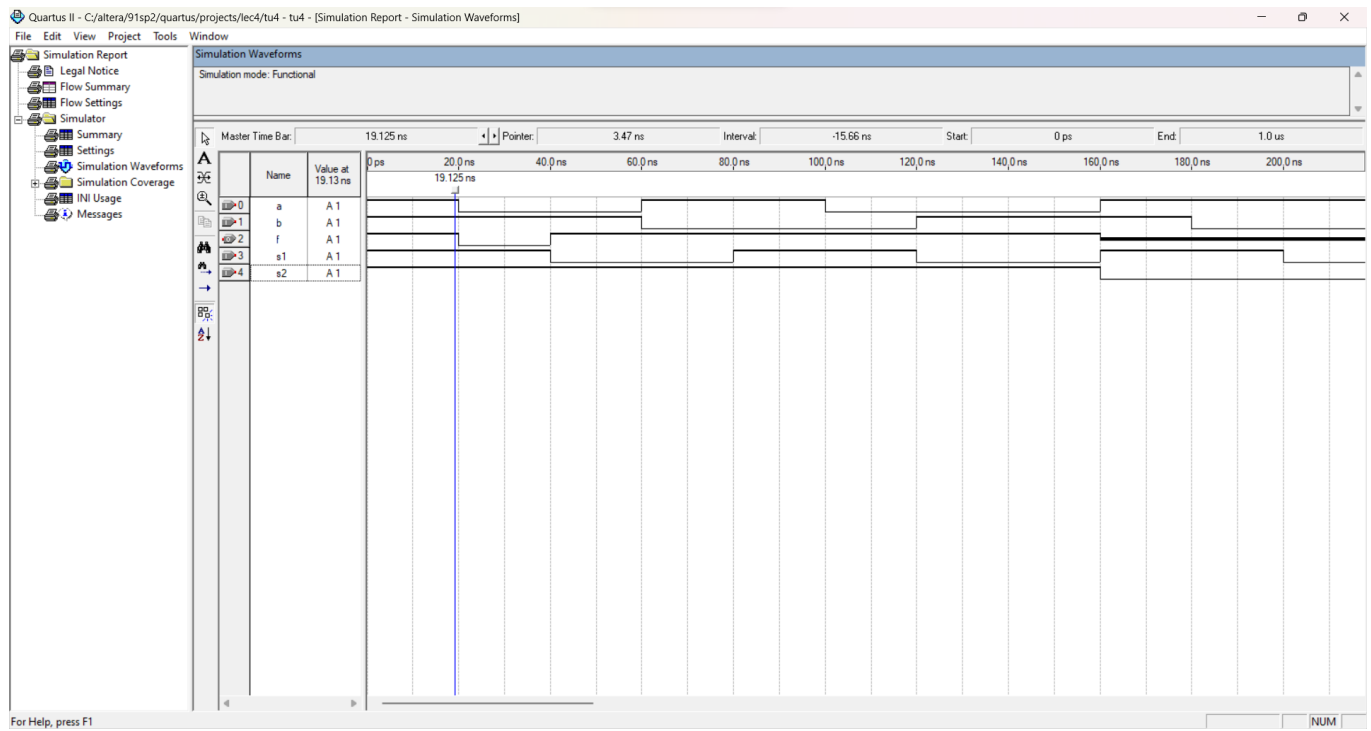 Quartus II - C:/altera/91sp2/quartus/projects/lec4/tu4 - tu4 - [Simulation Report - Simulation Waveforms]
File Edit View Project Tools Window
Simulation Report
Legal Notice
Flow Summary
Flow Settings
Simulator
Summary
Settings
Simulation Waveforms
Simulation Coverage
INI Usage
Messages
Simulation Waveforms
Simulation mode: Functional
Master Time Bar: 19.125 ns Pointer: 3.47 ns Interval: -15.66 ns Start: 0 ps End: 1.0 us
Name Value at 19.13 ns
0 ps 20.0 ns 40.0 ns 60.0 ns 80.0 ns 100.0 ns 120.0 ns 140.0 ns 160.0 ns 180.0 ns 200.0 ns
19.125 ns
0 a A 1
1 b A 1
2 f A 1
3 s1 A 1
4 s2 A 1
For Help, press F1
NUM